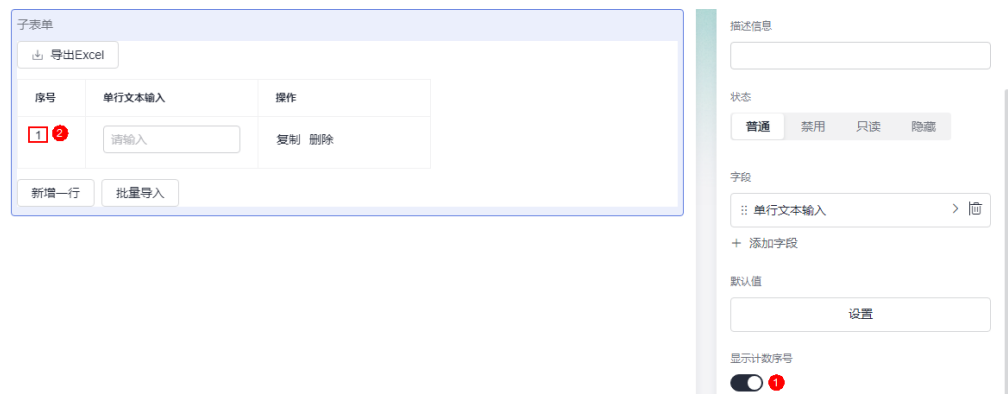 子表单
导出Excel
序号 单行文本输入 操作
1 2 请输入 复制 删除
新增一行 批量导入
描述信息
状态
普通 禁用 只读 隐藏
字段
单行文本输入
+ 添加字段
默认值
设置
显示计数序号
1